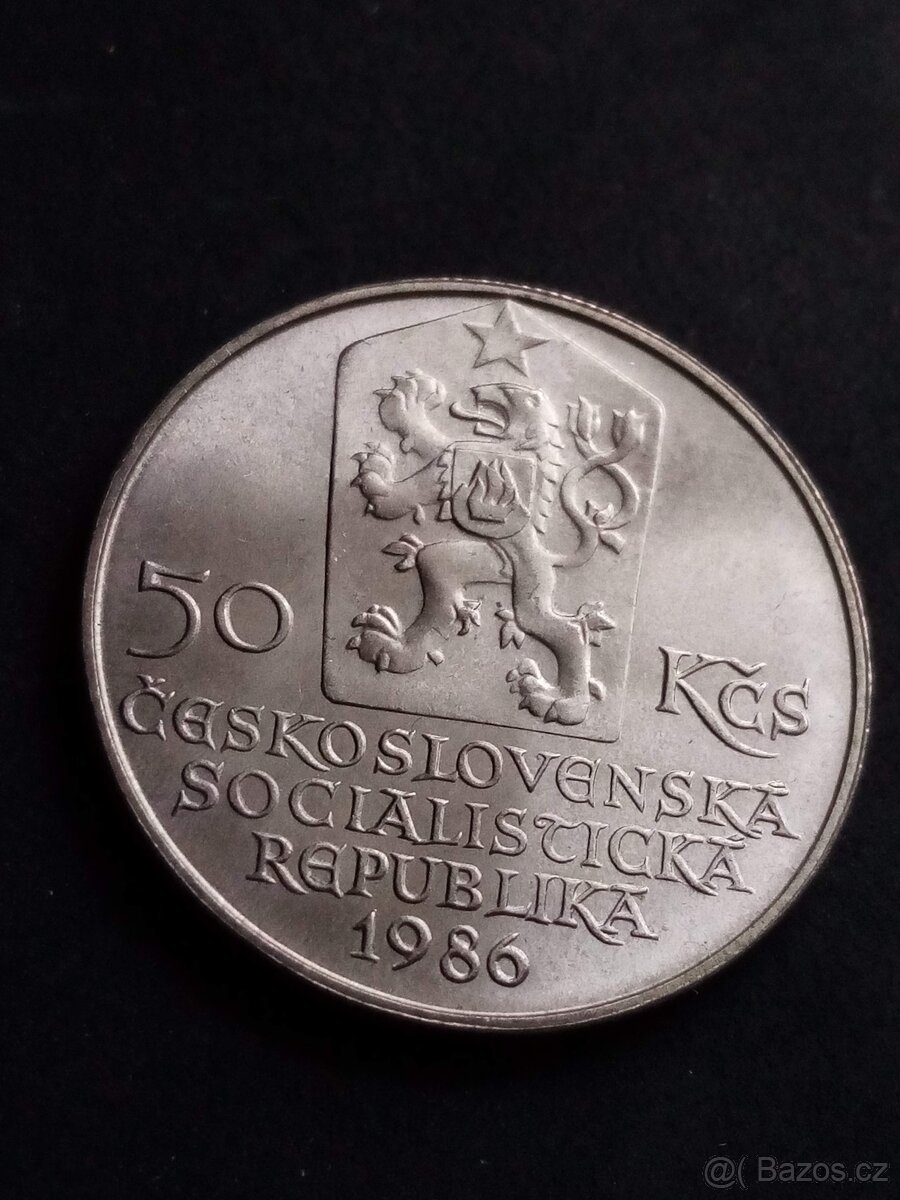 50 Kčs
ČESKOSLOVENSKÁ
SOCIALISTICKÁ
REPUBLIKA
1986
@( Bazos.cz